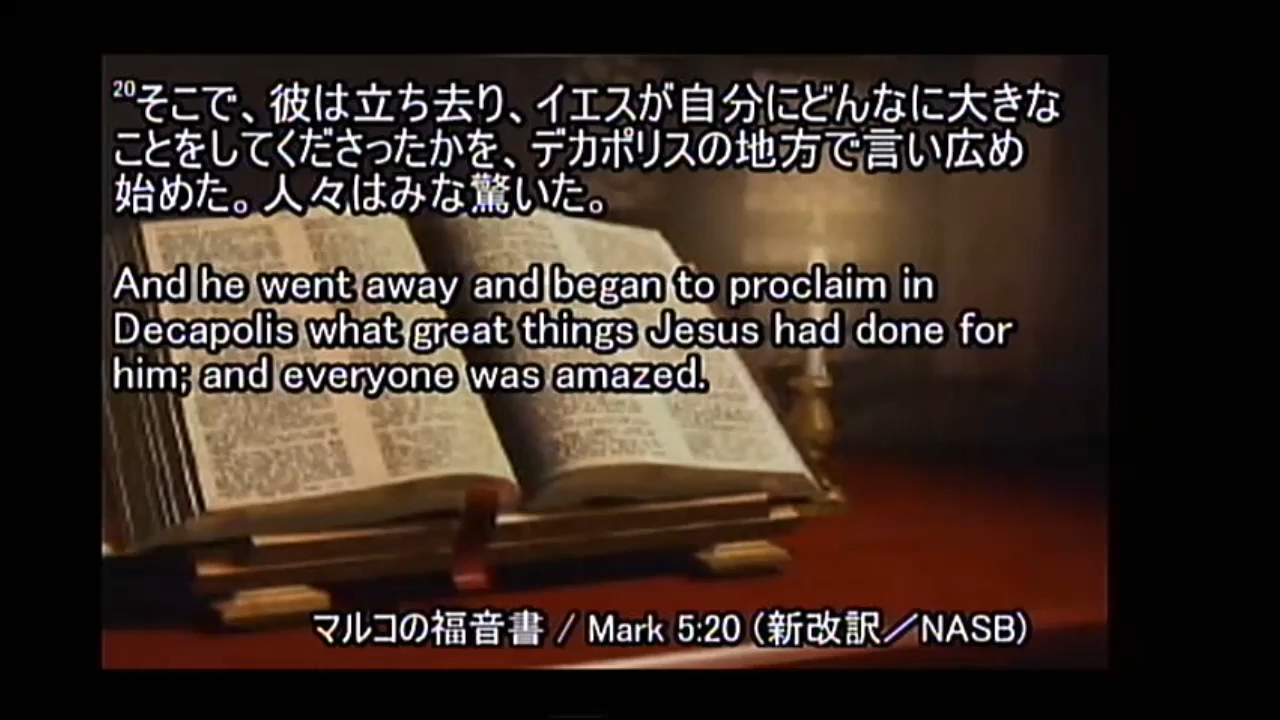 20そこで、彼は立ち去り、イエスが自分にどんなに大きな
ことをしてくださったかを、デカポリスの地方で言い広め
始めた。人々はみな驚いた。
And he went away and began to proclaim in
Decapolis what great things Jesus had done for
him; and everyone was amazed.
マルコの福音書 / Mark 5:20 (新改訳／NASB)